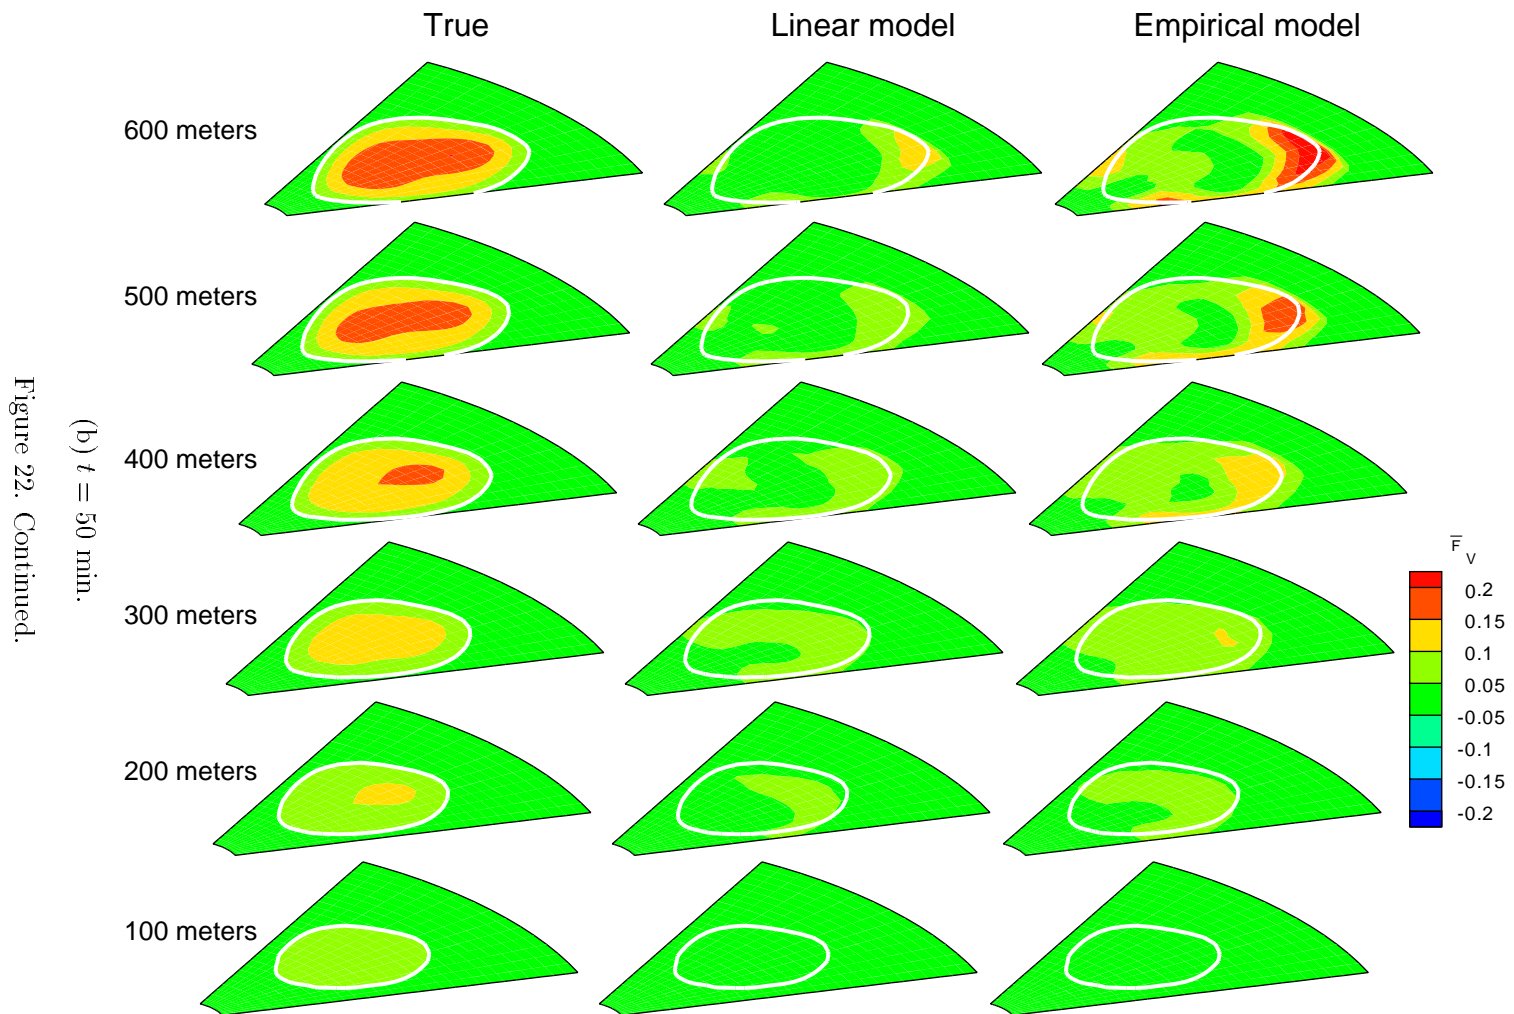 True Linear model Empirical model
600 meters
500 meters
400 meters
300 meters
200 meters
100 meters
F̅V
0.2
0.15
0.1
0.05
-0.05
-0.1
-0.15
-0.2
(b) t = 50 min.
Figure 22. Continued.